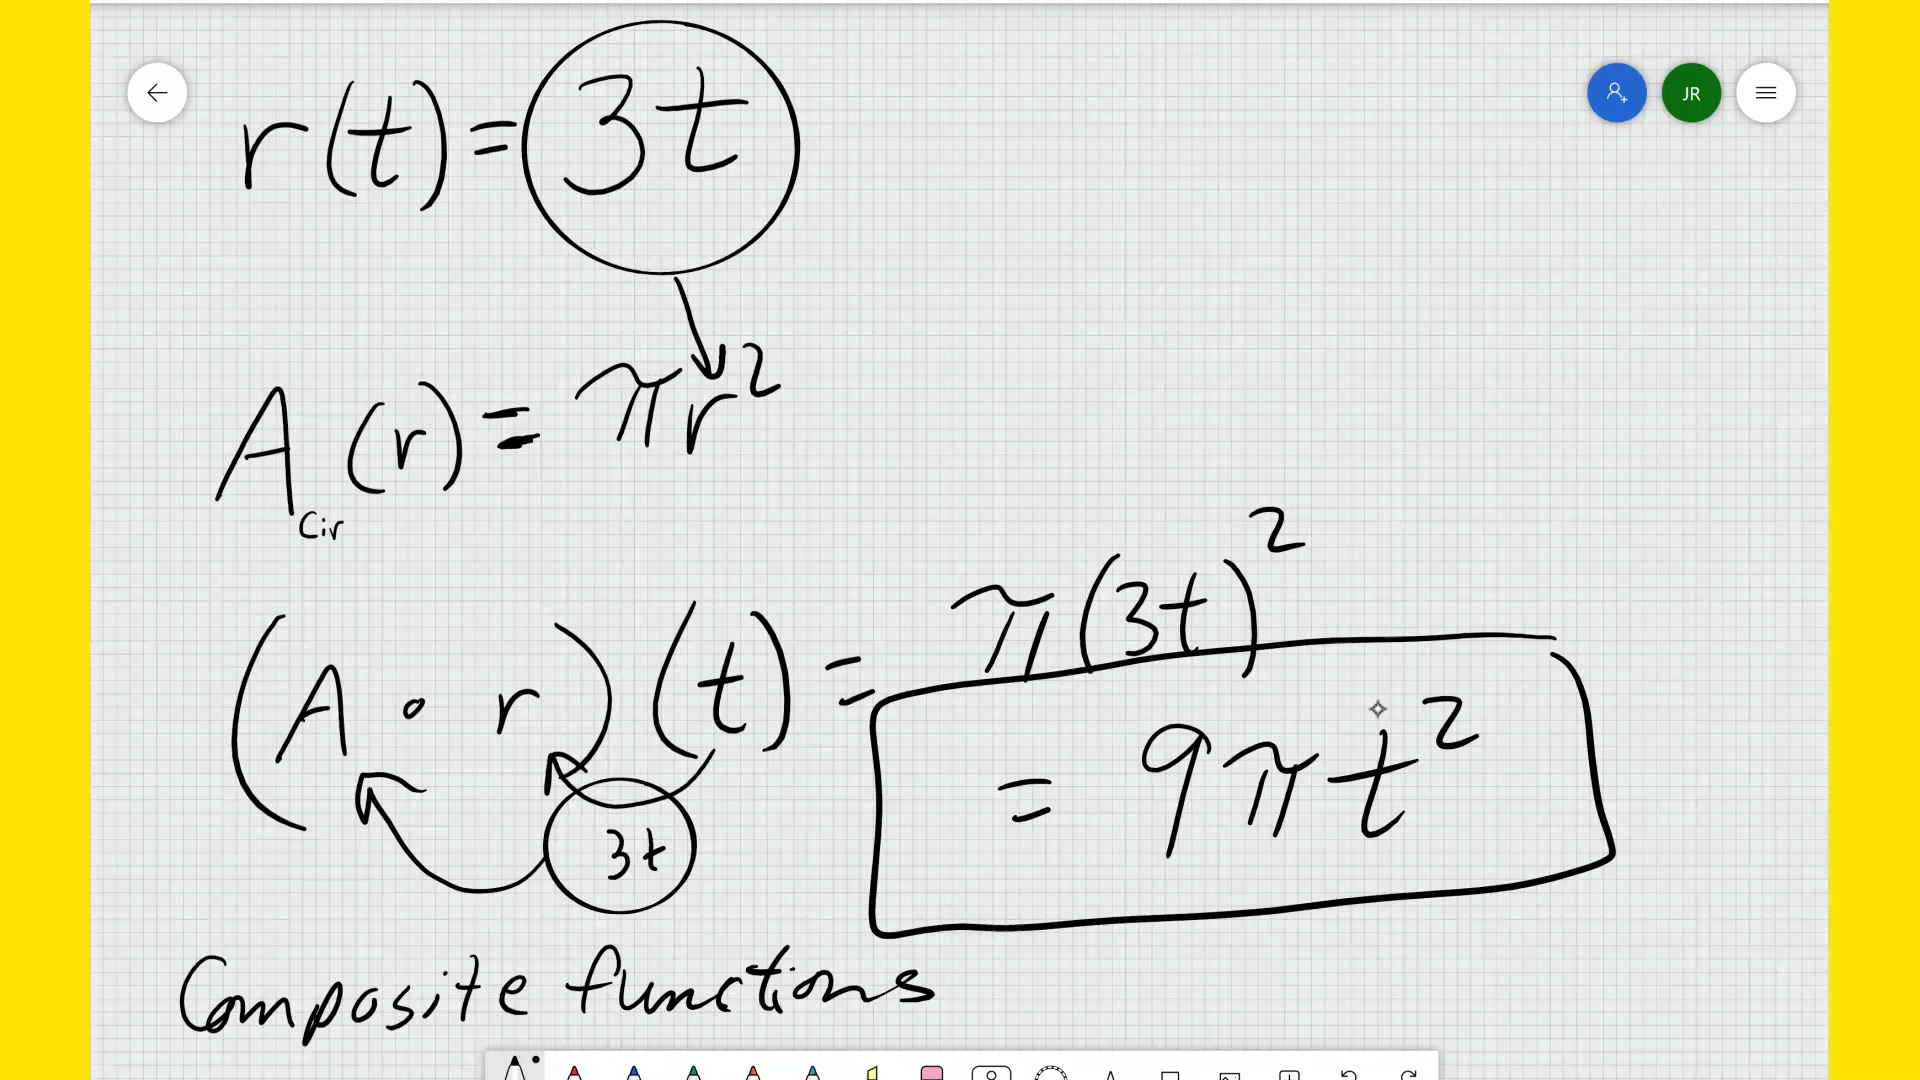 r(t) = 3t
JR
A_Cir (r) = πr²
(A ∘ r)(t) = π(3t)²
= 9πt²
3t
Composite functions